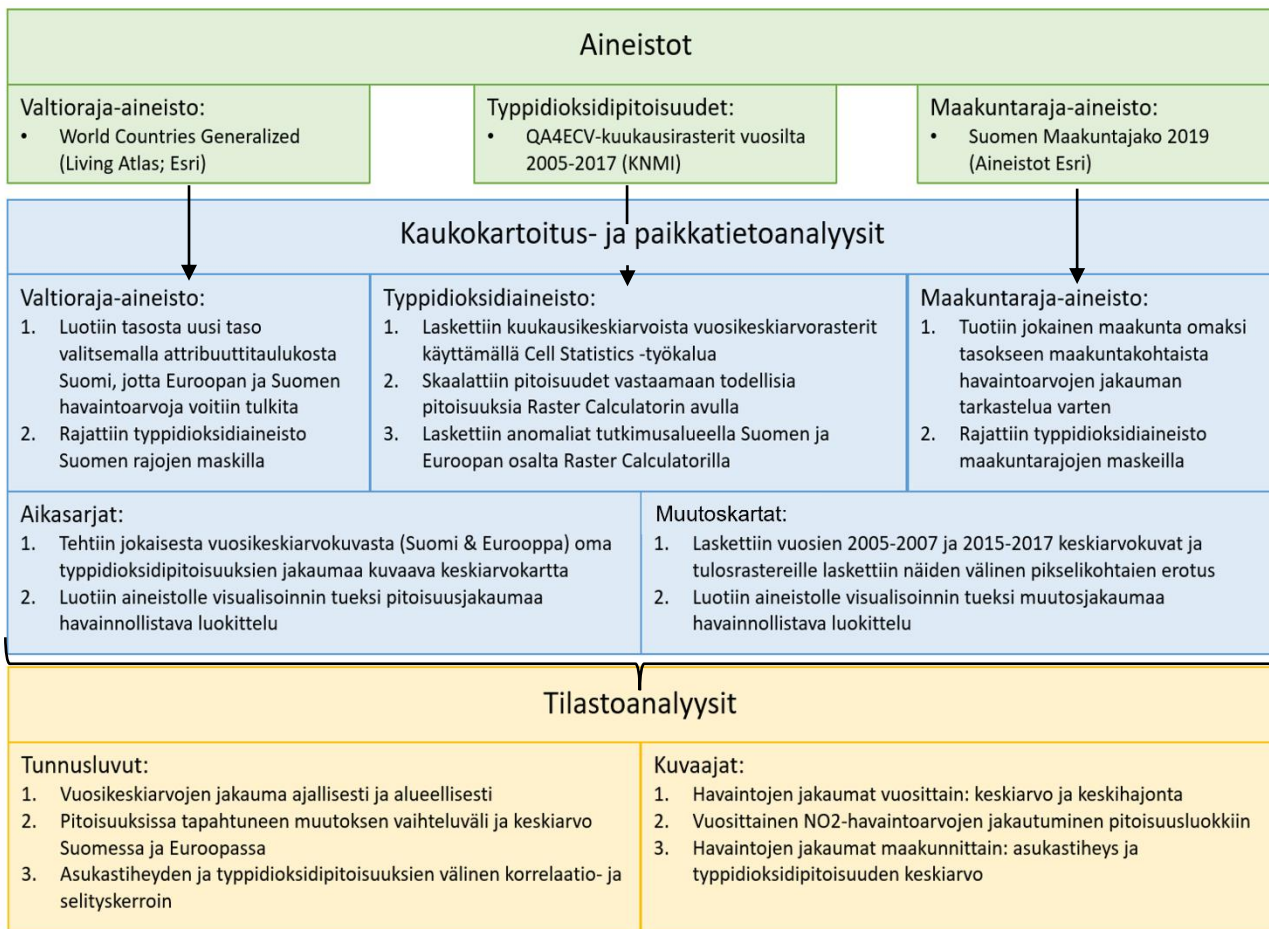 Aineistot
Valtioraja-aineisto:
• World Countries Generalized
(Living Atlas; Esri)
Typpidioksidipitoisuudet:
• QA4ECV-kuukausirasterit vuosilta
2005-2017 (KNMI)
Maakuntaraja-aineisto:
• Suomen Maakuntajako 2019
(Aineistot Esri)
Kaukokartoitus- ja paikkatietoanalyysit
Valtioraja-aineisto:
1. Luotiin tasosta uusi taso
valitsemalla attribuuttitaulukosta
Suomi, jotta Euroopan ja Suomen
havaintoarvoja voitiin tulkita
2. Rajattiin typpidioksidiaineisto
Suomen rajojen maskilla
Typpidioksidiaineisto:
1. Laskettiin kuukausikeskiarvoista vuosikeskiarvorasterit
käyttämällä Cell Statistics -työkalua
2. Skaalattiin pitoisuudet vastaamaan todellisia
pitoisuuksia Raster Calculatorin avulla
3. Laskettiin anomaliat tutkimusalueella Suomen ja
Euroopan osalta Raster Calculatorilla
Maakuntaraja-aineisto:
1. Tuotiin jokainen maakunta omaksi
tasokseen maakuntakohtaista
havaintoarvojen jakauman
tarkastelua varten
2. Rajattiin typpidioksidiaineisto
maakuntarajojen maskeilla
Aikasarjat:
1. Tehtiin jokaisesta vuosikeskiarvokuvasta (Suomi & Eurooppa) oma
typpidioksidipitoisuuksien jakaumaa kuvaava keskiarvokartta
2. Luotiin aineistolle visualisoinnin tueksi pitoisuusjakaumaa
havainnollistava luokittelu
Muutoskartat:
1. Laskettiin vuosien 2005-2007 ja 2015-2017 keskiarvokuvat ja
tulosrastereille laskettiin näiden välinen pikselikohtaien erotus
2. Luotiin aineistolle visualisoinnin tueksi muutosjakaumaa
havainnollistava luokittelu
Tilastoanalyysit
Tunnusluvut:
1. Vuosikeskiarvojen jakauma ajallisesti ja alueellisesti
2. Pitoisuuksissa tapahtuneen muutoksen vaihteluväli ja keskiarvo
Suomessa ja Euroopassa
3. Asukastiheyden ja typpidioksidipitoisuuksien välinen korrelaatio- ja
selityskerroin
Kuvaajat:
1. Havaintojen jakaumat vuosittain: keskiarvo ja keskihajonta
2. Vuosittainen NO2-havaintoarvojen jakautuminen pitoisuusluokkiin
3. Havaintojen jakaumat maakunnittain: asukastiheys ja
typpidioksidipitoisuuden keskiarvo